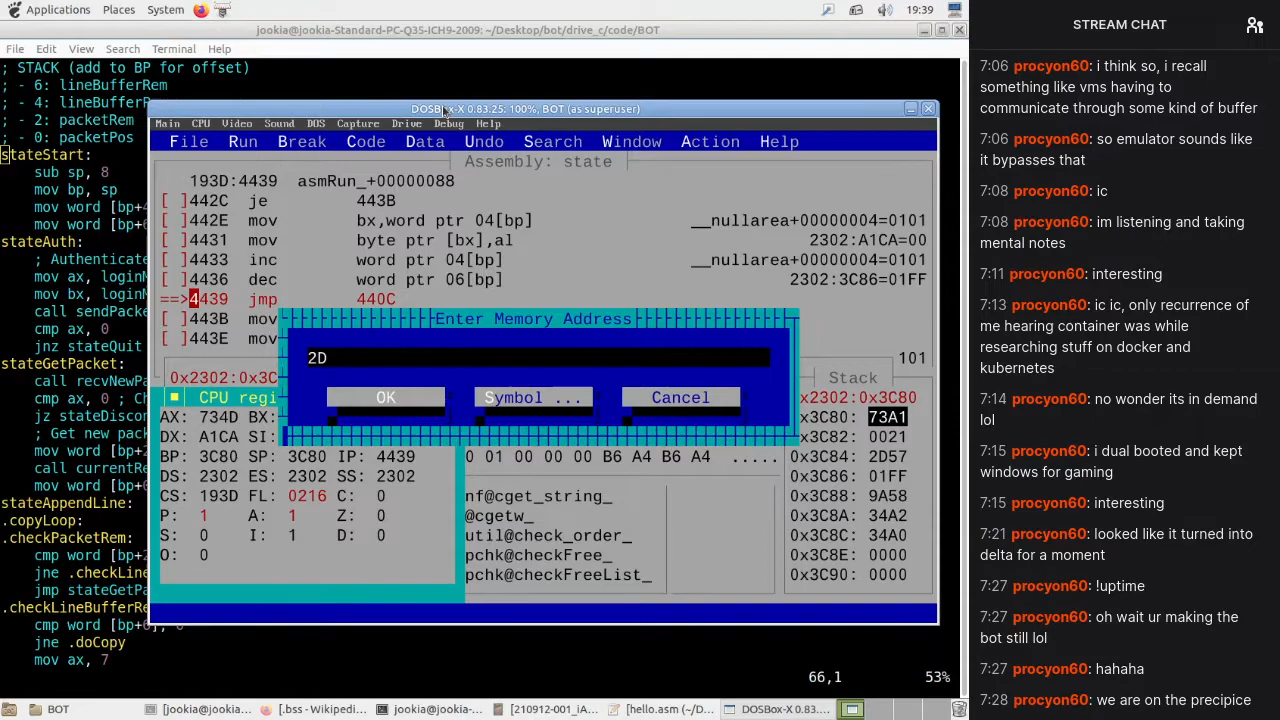 Applications Places System 19:39
jookia@jookia-Standard-PC-Q35-ICH9-2009: ~/Desktop/bot/drive_c/code/BOT
File Edit View Search Terminal Help
; STACK (add to BP for offset)
; - 6: lineBufferRem
; - 4: lineBufferP
; - 2: packetRem
; - 0: packetPos
stateStart:
sub sp, 8
mov bp, sp
mov word [bp+4
mov word [bp+6
stateAuth:
; Authenticate
mov ax, loginM
mov bx, loginM
call sendPacke
cmp ax, 0
jnz stateQuit
stateGetPacket:
call recvNewPa
cmp ax, 0 ; Ch
jz stateDiscon
; Get new pack
mov word [bp+2
call currentRe
mov word [bp+0
stateAppendLine:
.copyLoop:
.checkPacketRem:
cmp word [bp+2
jne .checkLine
jmp stateGetPa
.checkLineBufferRe
cmp word [bp+6], 0
jne .doCopy
mov ax, 7
66,1 53%
DOSBox-X 0.83.25: 100%, BOT (as superuser)
Main CPU Video Sound DOS Capture Drive Debug Help
File Run Break Code Data Undo Search Window Action Help
Assembly: state
193D:4439 asmRun_+00000088
[ ]442C je 443B
[ ]442E mov bx,word ptr 04[bp] __nullarea+00000004=0101
[ ]4431 mov byte ptr [bx],al 2302:A1CA=00
[ ]4433 inc word ptr 04[bp] __nullarea+00000004=0101
[ ]4436 dec word ptr 06[bp] 2302:3C86=01FF
==>4439 jmp 440C
[ ]443B mov
[ ]443E mov
101
Enter Memory Address
2D
OK Symbol ... Cancel
0x2302:0x3C
CPU regi
AX: 734D BX:
DX: A1CA SI:
BP: 3C80 SP: 3C80 IP: 4439
DS: 2302 ES: 2302 SS: 2302
CS: 193D FL: 0216 C: 0
P: 1 A: 1 Z: 0
S: 0 I: 1 D: 0
O: 0
0 01 00 00 00 B6 A4 B6 A4 .....
nf@cget_string_
@cgetw_
util@check_order_
pchk@checkFree_
pchk@checkFreeList_
Stack
x2302:0x3C80
0x3C80: 73A1
0x3C82: 0021
0x3C84: 2D57
0x3C86: 01FF
0x3C88: 9A58
0x3C8A: 34A2
0x3C8C: 34A0
0x3C8E: 0000
0x3C90: 0000
BOT [jookia@jookia... [.bss - Wikipedi... jookia@jookia-... [210912-001_iA... [hello.asm (~/D... DOSBox-X 0.83....
STREAM CHAT
7:06 procyon60: i think so, i recall
something like vms having to
communicate through some kind of buffer
7:06 procyon60: so emulator sounds like
it bypasses that
7:08 procyon60: ic
7:08 procyon60: im listening and taking
mental notes
7:11 procyon60: interesting
7:13 procyon60: ic ic, only recurrence of
me hearing container was while
researching stuff on docker and
kubernetes
7:14 procyon60: no wonder its in demand
lol
7:15 procyon60: i dual booted and kept
windows for gaming
7:15 procyon60: interesting
7:21 procyon60: looked like it turned into
delta for a moment
7:27 procyon60: !uptime
7:27 procyon60: oh wait ur making the
bot still lol
7:27 procyon60: hahaha
7:28 procyon60: we are on the precipice